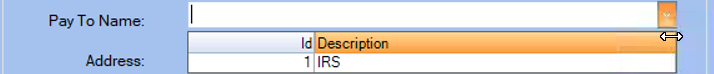 Pay To Name:
Id Description
Address: 1 IRS